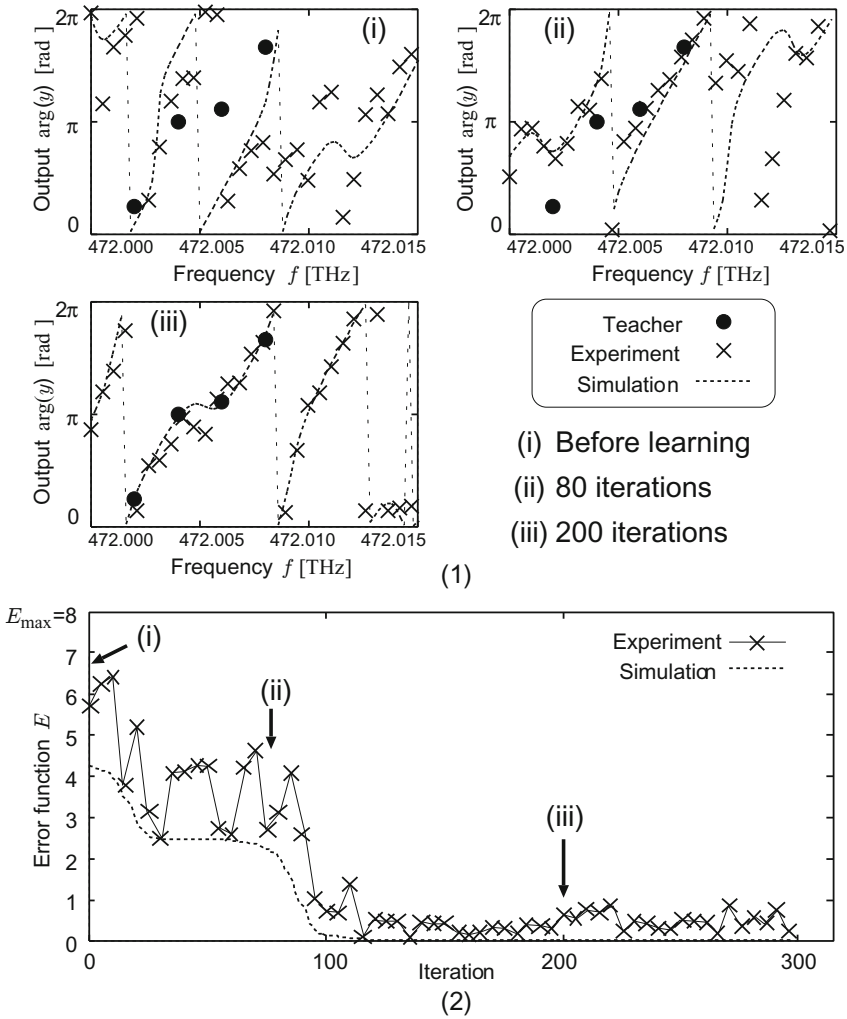 2π
π
0
Output arg(y) [rad ]
(i)
472.000 472.005 472.010 472.015
Frequency f [THz]
2π
π
0
Output arg(y) [rad ]
(ii)
472.000 472.005 472.010 472.015
Frequency f [THz]
2π
π
0
Output arg(y) [rad ]
(iii)
472.000 472.005 472.010 472.015
Frequency f [THz]
Teacher
Experiment
Simulation
(i) Before learning
(ii) 80 iterations
(iii) 200 iterations
(1)
Emax=8
7
6
5
4
3
2
1
0
Error function E
(i)
(ii)
(iii)
Experiment
Simulation
0 100 200 300
Iteration
(2)